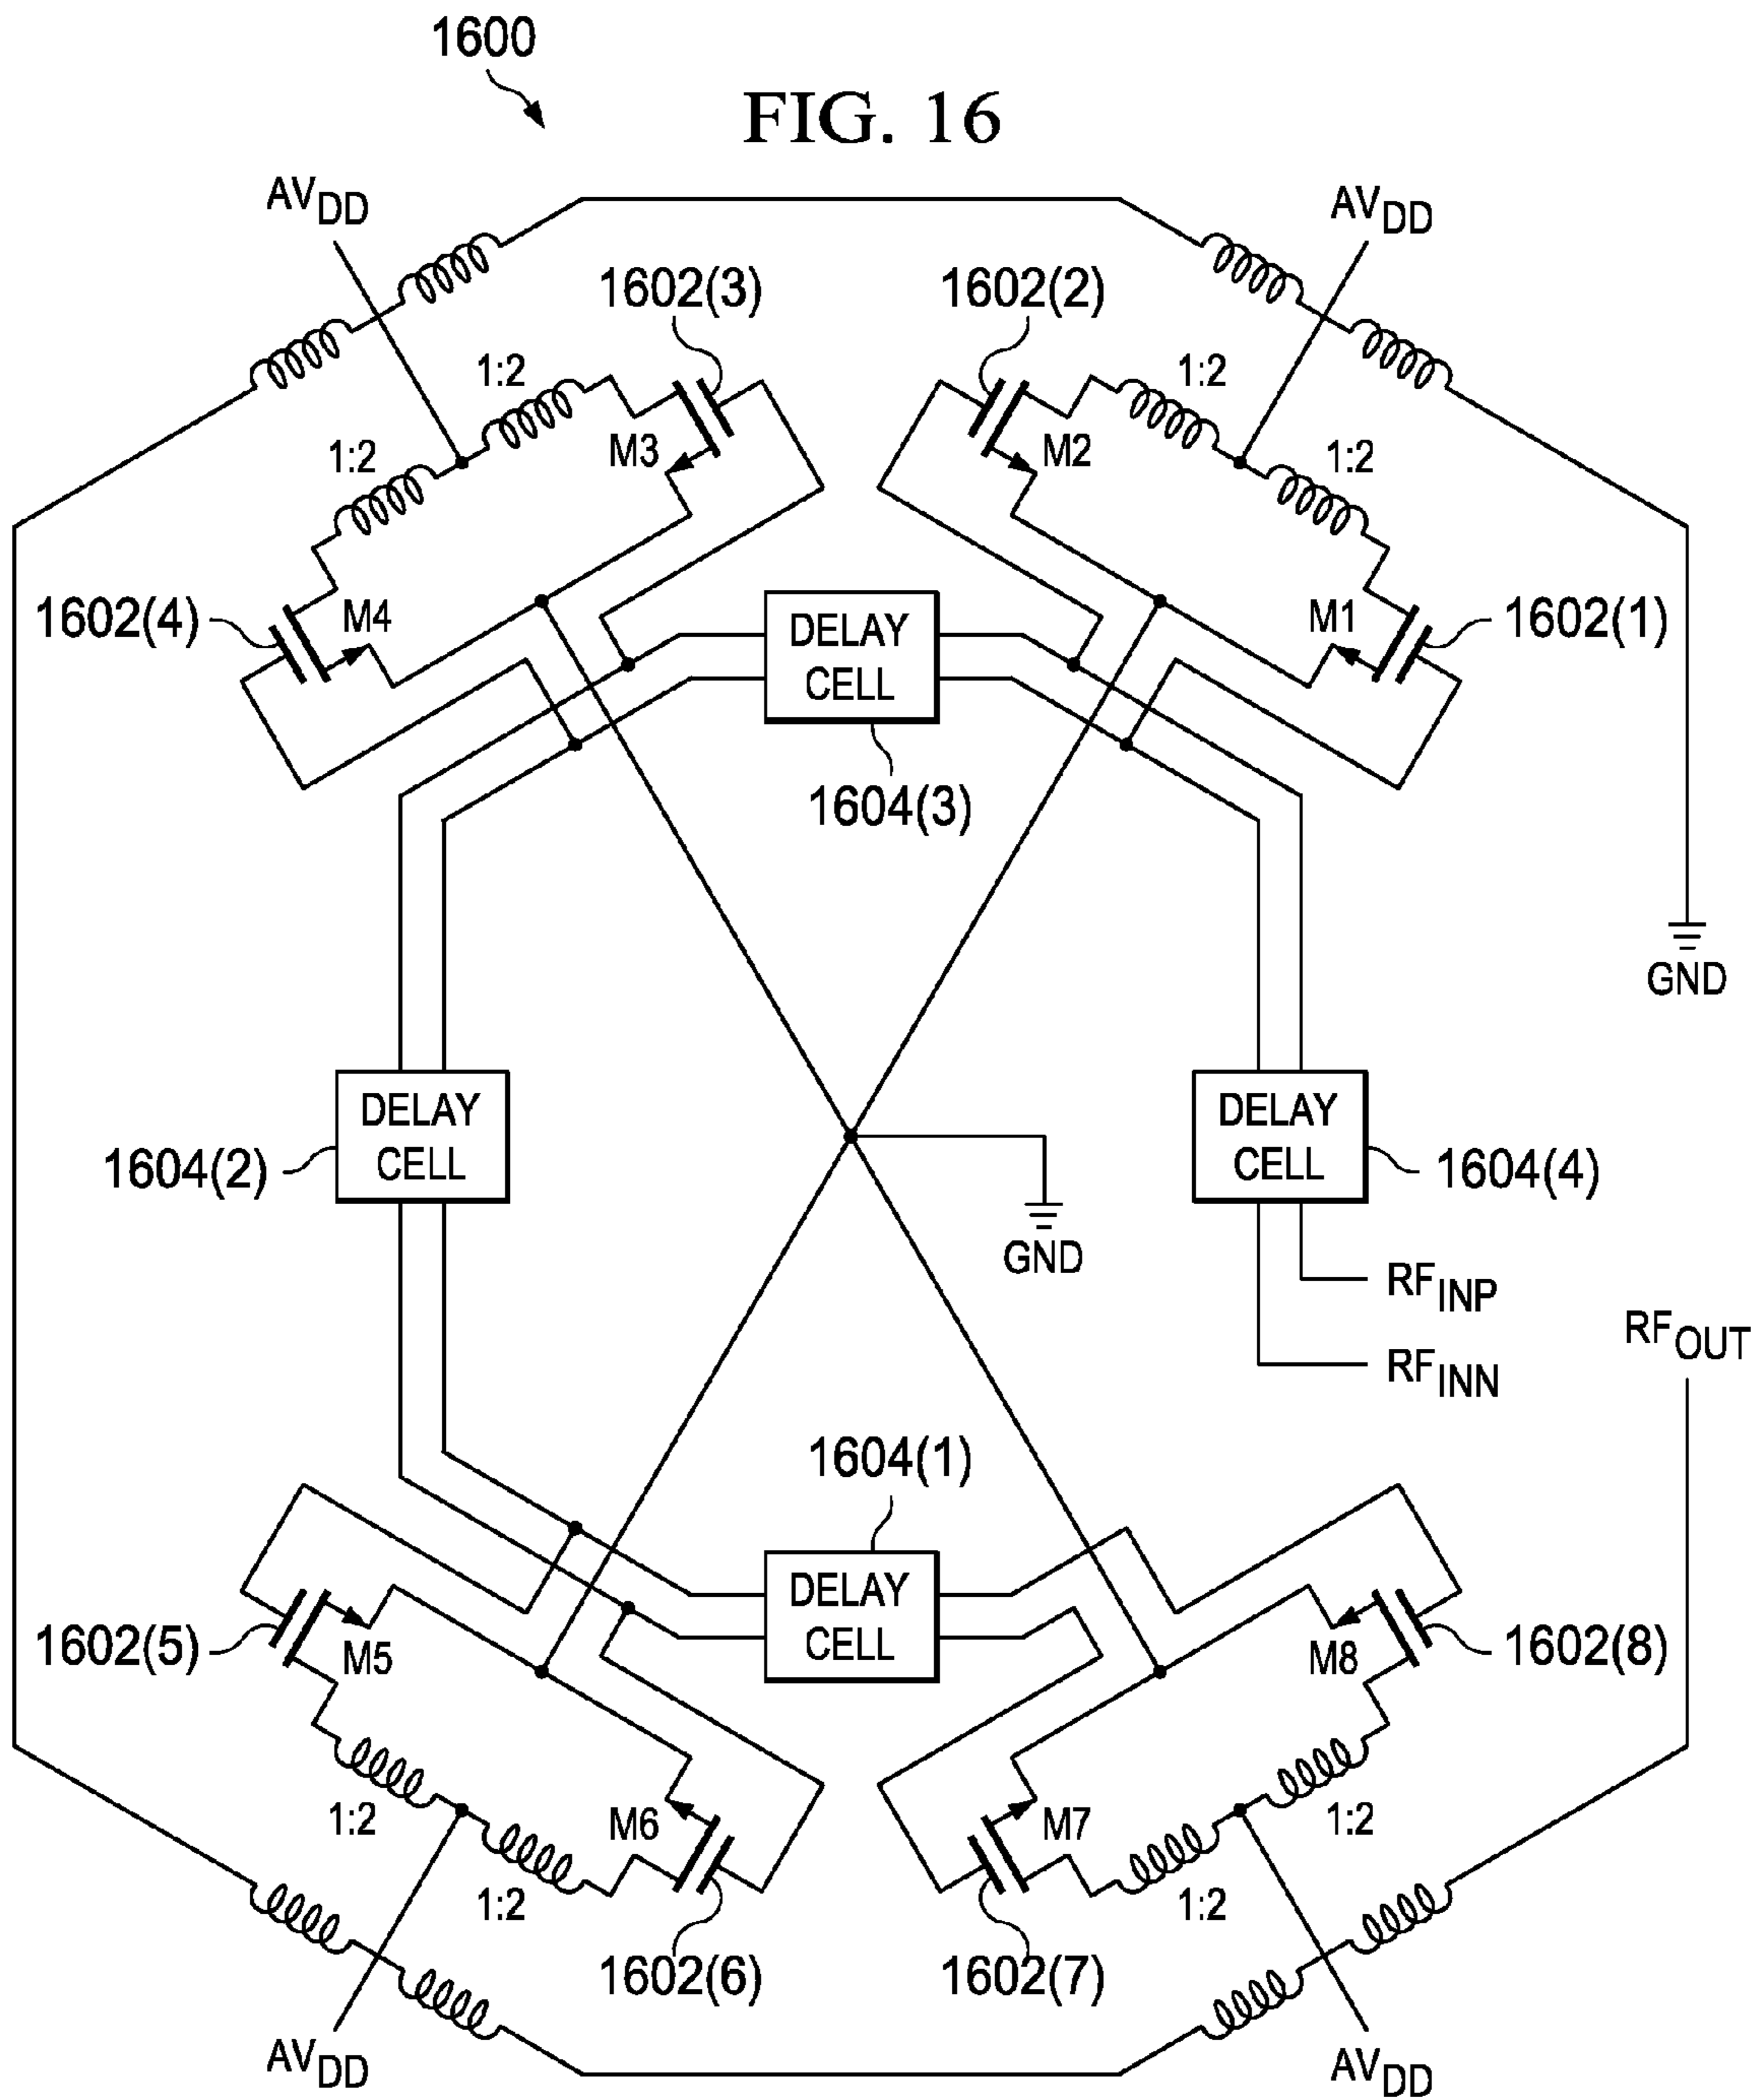 1600
FIG. 16
AVDD
AVDD
1602(3)
1602(2)
1:2
1:2
M3
M2
1:2
1:2
1602(4)
M4
DELAY
CELL
M1
1602(1)
1604(3)
GND
DELAY
CELL
1604(2)
DELAY
CELL
1604(4)
GND
RFINP
RFOUT
RFINN
1604(1)
DELAY
CELL
1602(5)
M5
M8
1602(8)
1:2
M6
M7
1:2
1:2
1:2
1602(6)
1602(7)
AVDD
AVDD